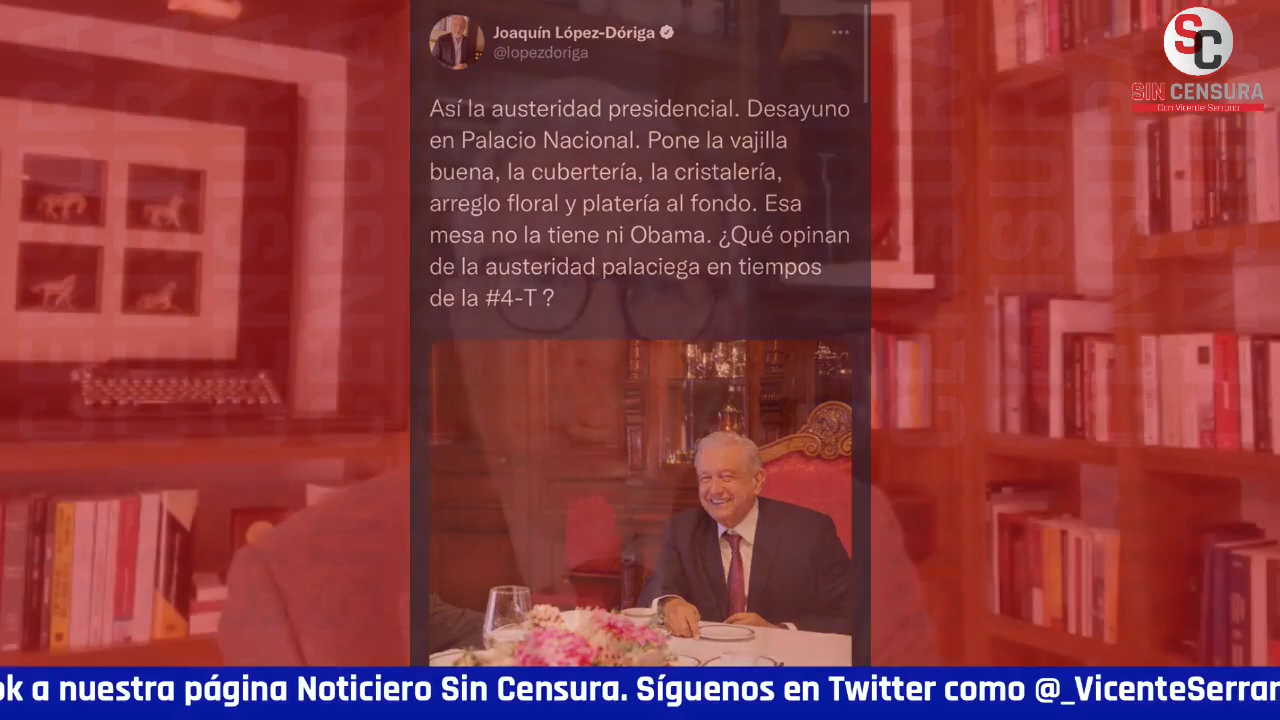 Joaquín López-Dóriga
@lopezdoriga
Así la austeridad presidencial. Desayuno
en Palacio Nacional. Pone la vajilla
buena, la cubertería, la cristalería,
arreglo floral y platería al fondo. Esa
mesa no la tiene ni Obama. ¿Qué opinan
de la austeridad palaciega en tiempos
de la #4-T ?
SC
SIN CENSURA
Con Vicente Serrano
ok a nuestra página Noticiero Sin Censura. Síguenos en Twitter como @_VicenteSerran